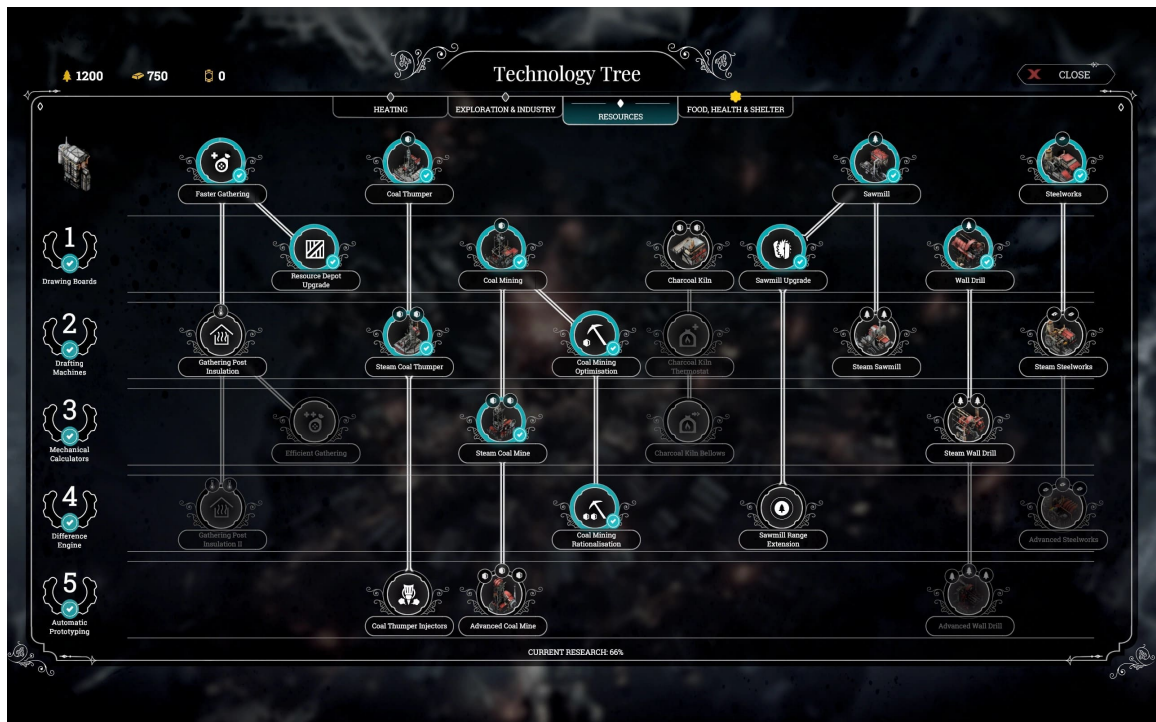 1200 750 0
Technology Tree
CLOSE
HEATING
EXPLORATION & INDUSTRY
RESOURCES
FOOD, HEALTH & SHELTER
Faster Gathering
Coal Thumper
Sawmill
Steelworks
1
Drawing Boards
Resource Depot
Upgrade
Coal Mining
Charcoal Kiln
Sawmill Upgrade
Wall Drill
2
Drafting
Machines
Gathering Post
Insulation
Steam Coal Thumper
Coal Mining
Optimisation
Charcoal Kiln
Thermostat
Steam Sawmill
Steam Steelworks
3
Mechanical
Calculators
Efficient Gathering
Steam Coal Mine
Charcoal Kiln Bellows
Steam Wall Drill
4
Difference
Engine
Gathering Post
Insulation II
Coal Mining
Rationalisation
Sawmill Range
Extension
Advanced Steelworks
5
Automatic
Prototyping
Coal Thumper Injectors
Advanced Coal Mine
Advanced Wall Drill
CURRENT RESEARCH: 66%